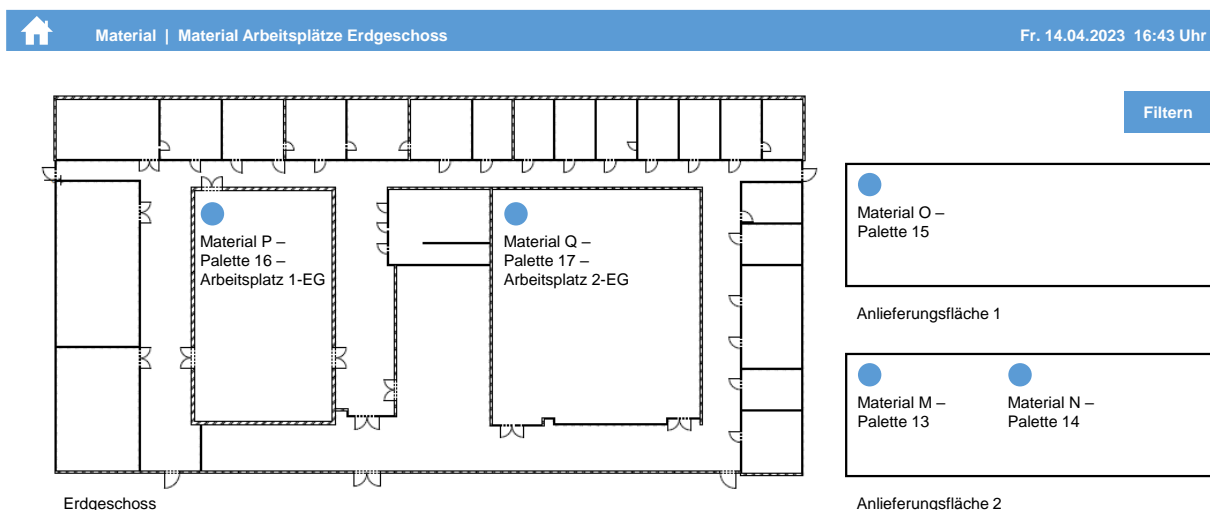 Material | Material Arbeitsplätze Erdgeschoss
Fr. 14.04.2023 16:43 Uhr
Filtern
Material P –
Palette 16 –
Arbeitsplatz 1-EG
Material Q –
Palette 17 –
Arbeitsplatz 2-EG
Erdgeschoss
Material O –
Palette 15
Anlieferungsfläche 1
Material M –
Palette 13
Material N –
Palette 14
Anlieferungsfläche 2